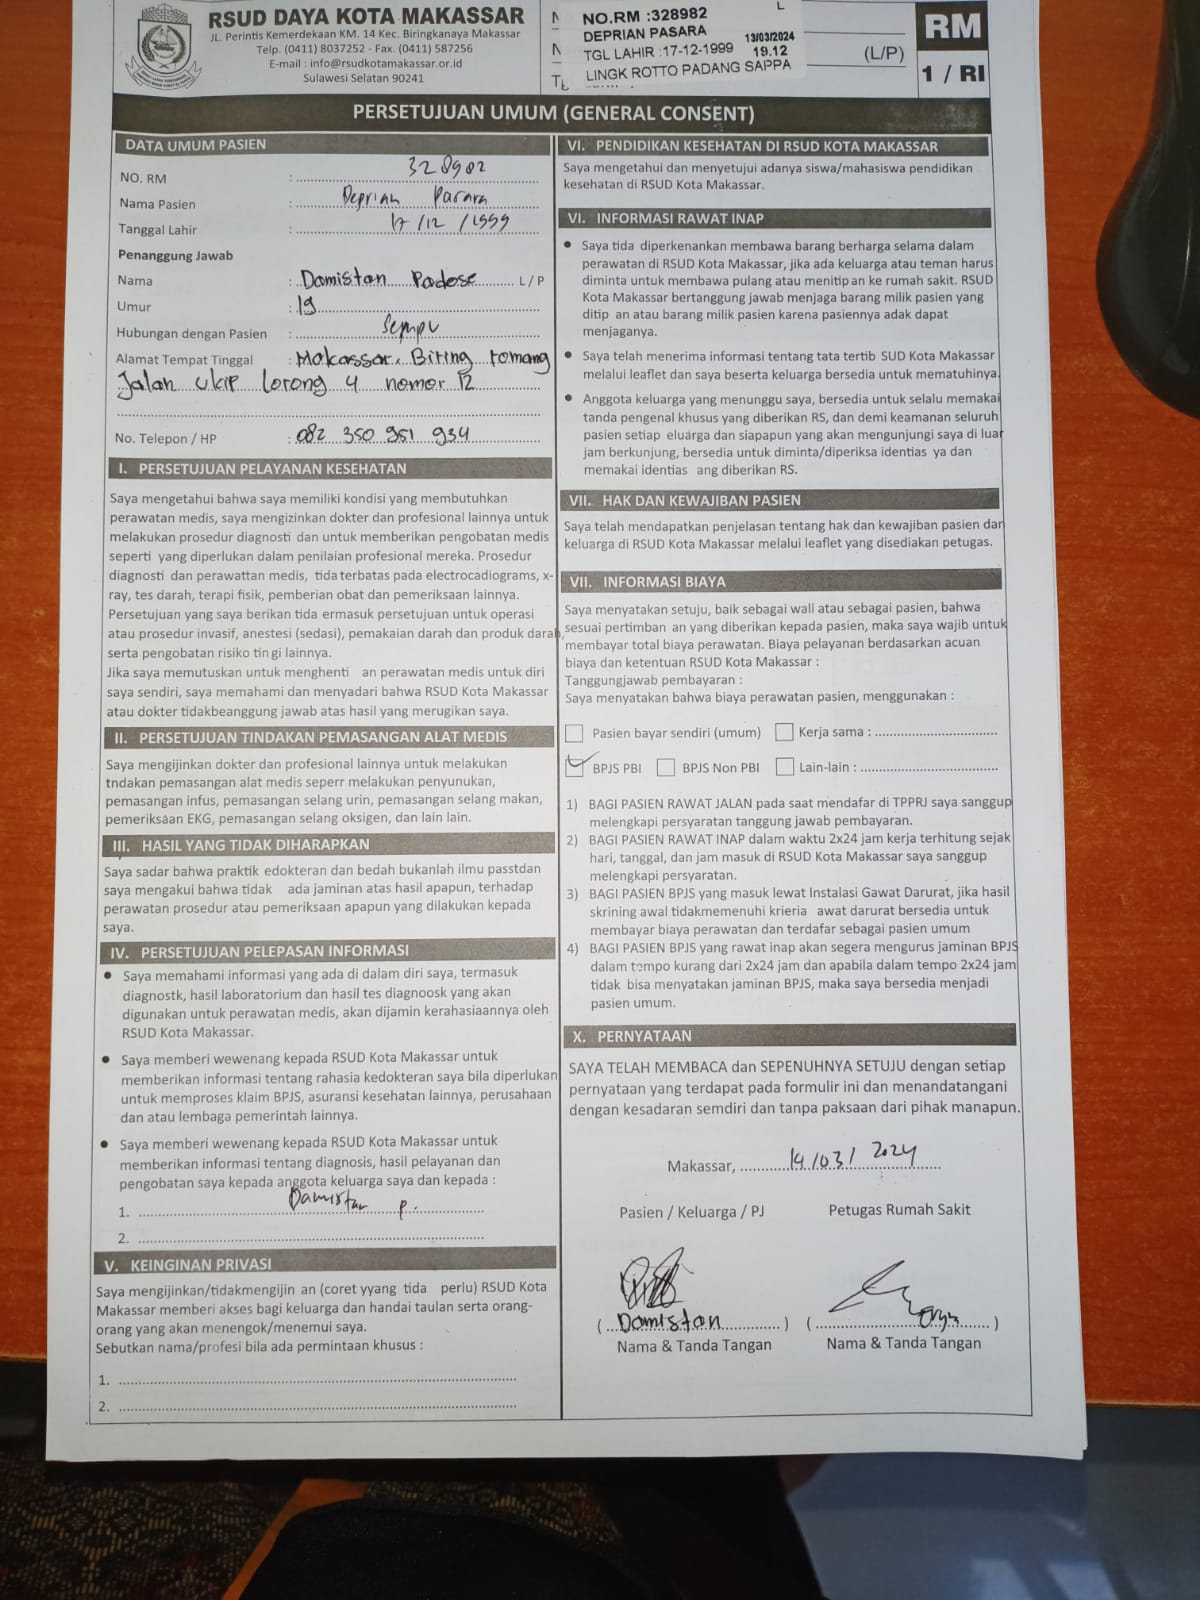 RSUD DAYA KOTA MAKASSAR
JL. Perintis Kemerdekaan KM. 14 Kec. Biringkanaya Makassar
Telp. (0411) 8037252 - Fax. (0411) 587256
E-mail : info@rsudkotamakassar.or.id
Sulawesi Selatan 90241
L
NO.RM :328982
DEPRIAN PASARA 13/03/2024
TGL LAHIR :17-12-1999 19.12
LINGK ROTTO PADANG SAPPA
(L/P)
RM
1 / RI
PERSETUJUAN UMUM (GENERAL CONSENT)
DATA UMUM PASIEN
NO. RM : 328982
Nama Pasien : Deprian Pasara
Tanggal Lahir : 17 /12 /1999
Penanggung Jawab
Nama : Damistan Padose L / P
Umur : 19
Hubungan dengan Pasien : Sempu
Alamat Tempat Tinggal : Makassar. Biring romang
Jalan ukip lorong 4 nomor 12
No. Telepon / HP : 082 350 951 934
I. PERSETUJUAN PELAYANAN KESEHATAN
Saya mengetahui bahwa saya memiliki kondisi yang membutuhkan
perawatan medis, saya mengizinkan dokter dan profesional lainnya untuk
melakukan prosedur diagnosti dan untuk memberikan pengobatan medis
seperti yang diperlukan dalam penilaian profesional mereka. Prosedur
diagnosti dan perawattan medis, tida terbatas pada electrocadiograms, x-
ray, tes darah, terapi fisik, pemberian obat dan pemeriksaan lainnya.
Persetujuan yang saya berikan tida ermasuk persetujuan untuk operasi
atau prosedur invasif, anestesi (sedasi), pemakaian darah dan produk darah,
serta pengobatan risiko tin gi lainnya.
Jika saya memutuskan untuk menghenti an perawatan medis untuk diri
saya sendiri, saya memahami dan menyadari bahwa RSUD Kota Makassar
atau dokter tidakbeanggung jawab atas hasil yang merugikan saya.
II. PERSETUJUAN TINDAKAN PEMASANGAN ALAT MEDIS
Saya mengijinkan dokter dan profesional lainnya untuk melakukan
tndakan pemasangan alat medis seperr melakukan penyunukan,
pemasangan infus, pemasangan selang urin, pemasangan selang makan,
pemeriksaan EKG, pemasangan selang oksigen, dan lain lain.
III. HASIL YANG TIDAK DIHARAPKAN
Saya sadar bahwa praktik edokteran dan bedah bukanlah ilmu passtdan
saya mengakui bahwa tidak ada jaminan atas hasil apapun, terhadap
perawatan prosedur atau pemeriksaan apapun yang dilakukan kepada
saya.
IV. PERSETUJUAN PELEPASAN INFORMASI
● Saya memahami informasi yang ada di dalam diri saya, termasuk
diagnostk, hasil laboratorium dan hasil tes diagnoosk yang akan
digunakan untuk perawatan medis, akan dijamin kerahasiaannya oleh
RSUD Kota Makassar.
● Saya memberi wewenang kepada RSUD Kota Makassar untuk
memberikan informasi tentang rahasia kedokteran saya bila diperlukan
untuk memproses klaim BPJS, asuransi kesehatan lainnya, perusahaan
dan atau lembaga pemerintah lainnya.
● Saya memberi wewenang kepada RSUD Kota Makassar untuk
memberikan informasi tentang diagnosis, hasil pelayanan dan
pengobatan saya kepada anggota keluarga saya dan kepada :
1. Damistan P.
2.
V. KEINGINAN PRIVASI
Saya mengijinkan/tidakmengijin an (coret yyang tida perlu) RSUD Kota
Makassar memberi akses bagi keluarga dan handai taulan serta orang-
orang yang akan menengok/menemui saya.
Sebutkan nama/profesi bila ada permintaan khusus :
1.
2.
VI. PENDIDIKAN KESEHATAN DI RSUD KOTA MAKASSAR
Saya mengetahui dan menyetujui adanya siswa/mahasiswa pendidikan
kesehatan di RSUD Kota Makassar.
VI. INFORMASI RAWAT INAP
● Saya tida diperkenankan membawa barang berharga selama dalam
perawatan di RSUD Kota Makassar, jika ada keluarga atau teman harus
diminta untuk membawa pulang atau menitip an ke rumah sakit. RSUD
Kota Makassar bertanggung jawab menjaga barang milik pasien yang
ditip an atau barang milik pasien karena pasiennya adak dapat
menjaganya.
● Saya telah menerima informasi tentang tata tertib SUD Kota Makassar
melalui leaflet dan saya beserta keluarga bersedia untuk mematuhinya.
● Anggota keluarga yang menunggu saya, bersedia untuk selalu memakai
tanda pengenal khusus yang diberikan RS, dan demi keamanan seluruh
pasien setiap eluarga dan siapapun yang akan mengunjungi saya di luar
jam berkunjung, bersedia untuk diminta/diperiksa identias ya dan
memakai identias ang diberikan RS.
VII. HAK DAN KEWAJIBAN PASIEN
Saya telah mendapatkan penjelasan tentang hak dan kewajiban pasien dan
keluarga di RSUD Kota Makassar melalui leaflet yang disediakan petugas.
VII. INFORMASI BIAYA
Saya menyatakan setuju, baik sebagai wali atau sebagai pasien, bahwa
sesuai pertimban an yang diberikan kepada pasien, maka saya wajib untuk
membayar total biaya perawatan. Biaya pelayanan berdasarkan acuan
biaya dan ketentuan RSUD Kota Makassar :
Tanggungjawab pembayaran :
Saya menyatakan bahwa biaya perawatan pasien, menggunakan :
Pasien bayar sendiri (umum) Kerja sama :
BPJS PBI BPJS Non PBI Lain-lain :
1) BAGI PASIEN RAWAT JALAN pada saat mendafar di TPPRJ saya sanggup
melengkapi persyaratan tanggung jawab pembayaran.
2) BAGI PASIEN RAWAT INAP dalam waktu 2x24 jam kerja terhitung sejak
hari, tanggal, dan jam masuk di RSUD Kota Makassar saya sanggup
melengkapi persyaratan.
3) BAGI PASIEN BPJS yang masuk lewat Instalasi Gawat Darurat, jika hasil
skrining awal tidakmemenuhi krieria awat darurat bersedia untuk
membayar biaya perawatan dan terdafar sebagai pasien umum
4) BAGI PASIEN BPJS yang rawat inap akan segera mengurus jaminan BPJS
dalam tempo kurang dari 2x24 jam dan apabila dalam tempo 2x24 jam
tidak bisa menyatakan jaminan BPJS, maka saya bersedia menjadi
pasien umum.
X. PERNYATAAN
SAYA TELAH MEMBACA dan SEPENUHNYA SETUJU dengan setiap
pernyataan yang terdapat pada formulir ini dan menandatangani
dengan kesadaran semdiri dan tanpa paksaan dari pihak manapun.
Makassar, 14/03/2024
Pasien / Keluarga / PJ Petugas Rumah Sakit
( Damistan ) ( )
Nama & Tanda Tangan Nama & Tanda Tangan